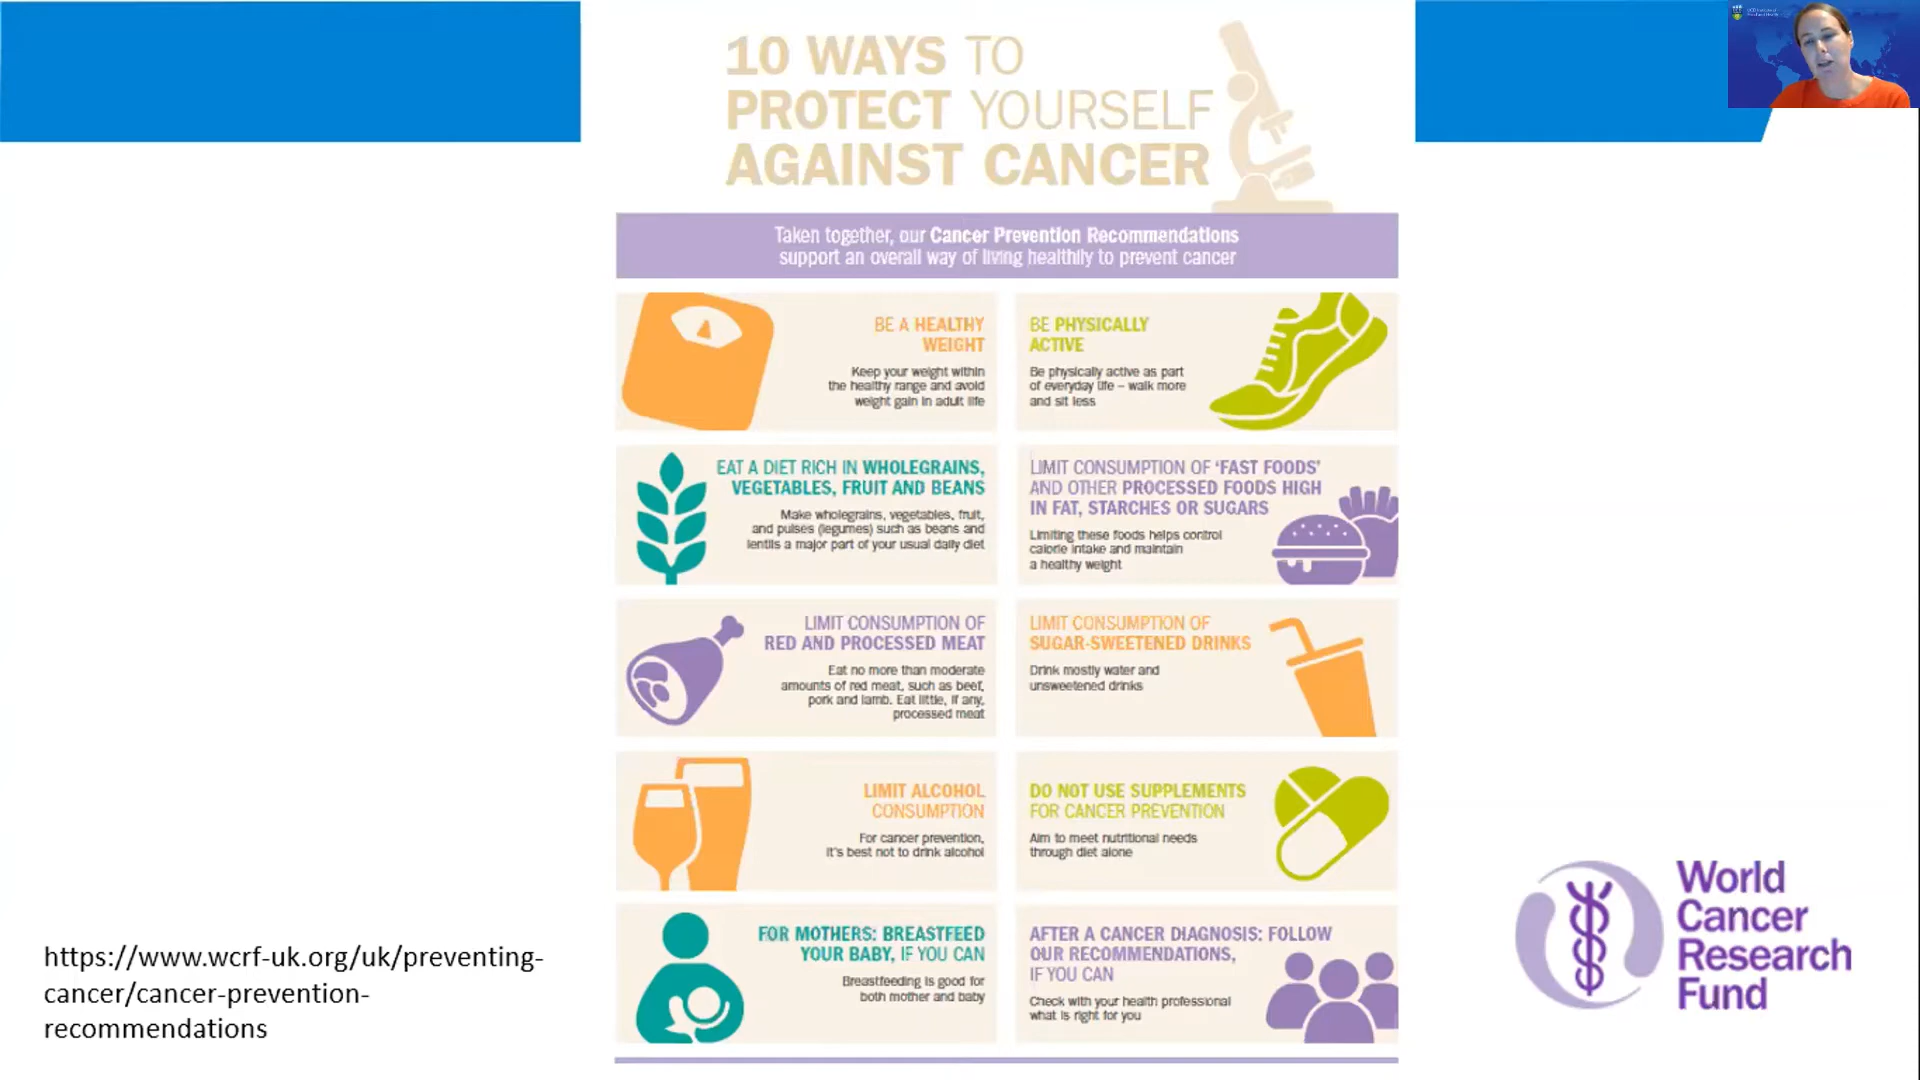 10 WAYS TO
PROTECT YOURSELF
AGAINST CANCER
Taken together, our Cancer Prevention Recommendations
support an overall way of living healthily to prevent cancer
BE A HEALTHY
WEIGHT
Keep your weight within
the healthy range and avoid
weight gain in adult life
BE PHYSICALLY
ACTIVE
Be physically active as part
of everyday life – walk more
and sit less
EAT A DIET RICH IN WHOLEGRAINS,
VEGETABLES, FRUIT AND BEANS
Make wholegrains, vegetables, fruit,
and pulses (legumes) such as beans and
lentils a major part of your usual daily diet
LIMIT CONSUMPTION OF ‘FAST FOODS’
AND OTHER PROCESSED FOODS HIGH
IN FAT, STARCHES OR SUGARS
Limiting these foods helps control
calorie intake and maintain
a healthy weight
LIMIT CONSUMPTION OF
RED AND PROCESSED MEAT
Eat no more than moderate
amounts of red meat, such as beef,
pork and lamb. Eat little, if any,
processed meat
LIMIT CONSUMPTION OF
SUGAR-SWEETENED DRINKS
Drink mostly water and
unsweetened drinks
LIMIT ALCOHOL
CONSUMPTION
For cancer prevention,
it's best not to drink alcohol
DO NOT USE SUPPLEMENTS
FOR CANCER PREVENTION
Aim to meet nutritional needs
through diet alone
FOR MOTHERS: BREASTFEED
YOUR BABY, IF YOU CAN
Breastfeeding is good for
both mother and baby
AFTER A CANCER DIAGNOSIS: FOLLOW
OUR RECOMMENDATIONS,
IF YOU CAN
Check with your health professional
what is right for you
https://www.wcrf-uk.org/uk/preventing-
cancer/cancer-prevention-
recommendations
World
Cancer
Research
Fund